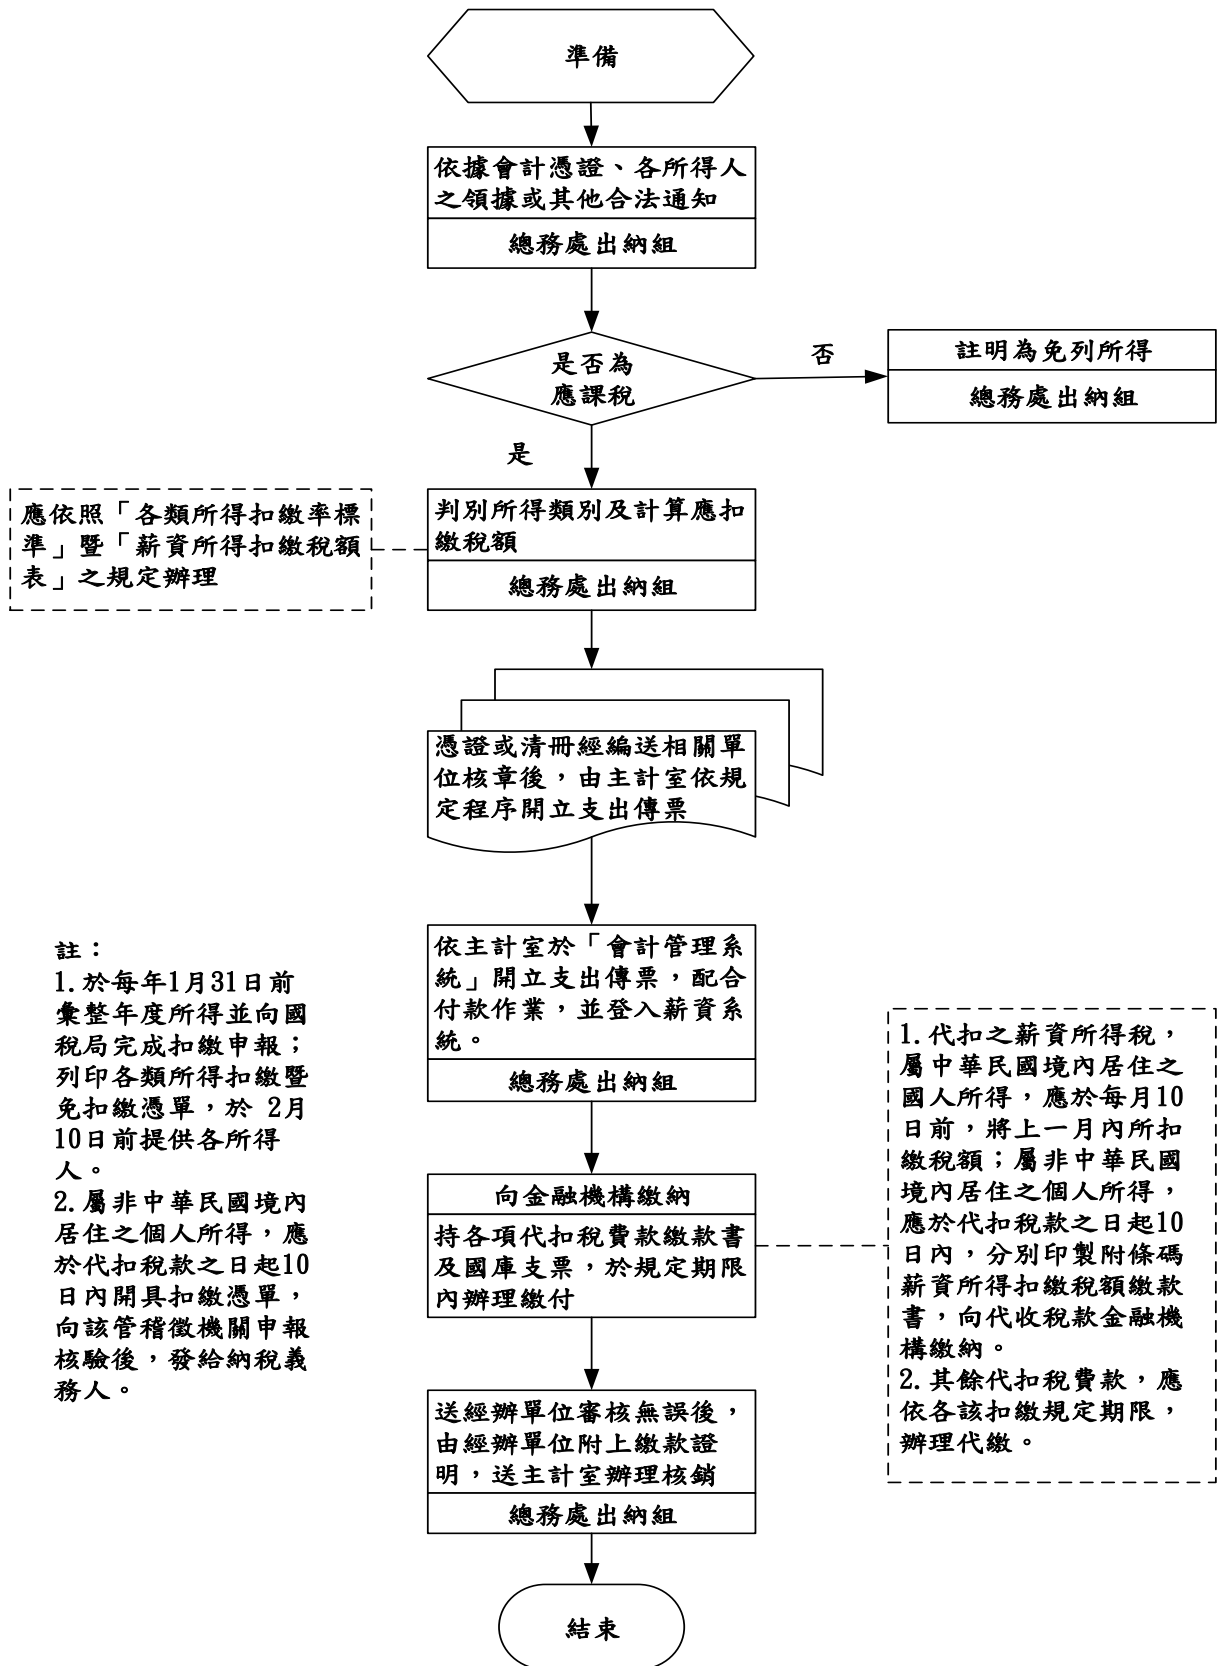 準備
依據會計憑證、各所得人
之領據或其他合法通知
總務處出納組
是否為
應課稅
否
註明為免列所得
總務處出納組
是
應依照「各類所得扣繳率標
準」暨「薪資所得扣繳稅額
表」之規定辦理
判別所得類別及計算應扣
繳稅額
總務處出納組
憑證或清冊經編送相關單
位核章後，由主計室依規
定程序開立支出傳票
依主計室於「會計管理系
統」開立支出傳票，配合
付款作業，並登入薪資系
統。
總務處出納組
註：
1.於每年1月31日前
彙整年度所得並向國
稅局完成扣繳申報；
列印各類所得扣繳暨
免扣繳憑單，於 2月
10日前提供各所得
人。
2.屬非中華民國境內
居住之個人所得，應
於代扣稅款之日起10
日內開具扣繳憑單，
向該管稽徵機關申報
核驗後，發給納稅義
務人。
向金融機構繳納
持各項代扣稅費款繳款書
及國庫支票，於規定期限
內辦理繳付
1.代扣之薪資所得稅，
屬中華民國境內居住之
國人所得，應於每月10
日前，將上一月內所扣
繳稅額；屬非中華民國
境內居住之個人所得，
應於代扣稅款之日起10
日內，分別印製附條碼
薪資所得扣繳稅額繳款
書，向代收稅款金融機
構繳納。
2.其餘代扣稅費款，應
依各該扣繳規定期限，
辦理代繳。
送經辦單位審核無誤後，
由經辦單位附上繳款證
明，送主計室辦理核銷
總務處出納組
結束